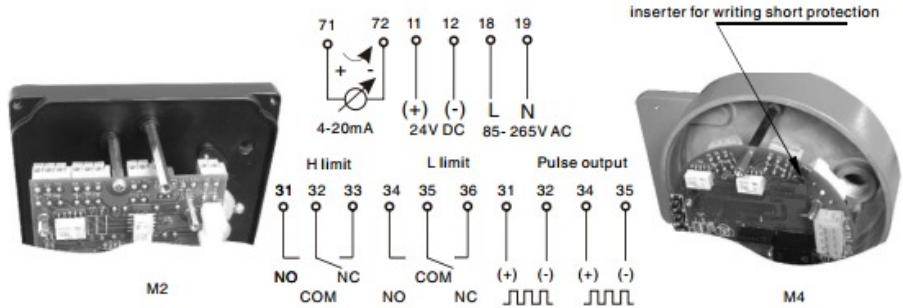 inserter for writing short protection
71 72 11 12 18 19
+ -
(+) (-) L N
4-20mA 24V DC 85-265V AC
H limit L limit Pulse output
31 32 33 34 35 36 31 32 34 35
NO NC COM (+) (-) (+) (-)
COM NO NC
M2 M4